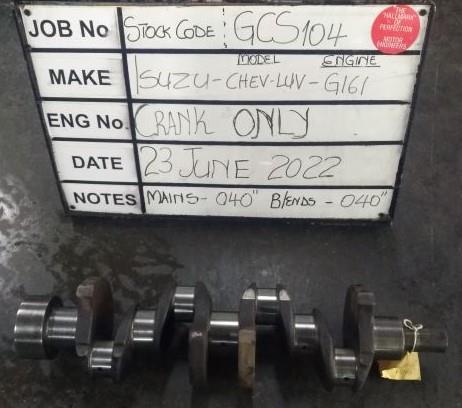 JOB No STOCK CODE: GCS104
THE "HALLMARK" OF PERFECTION MOTOR ENGINEERS
MODEL ENGINE
MAKE ISUZU-CHEV-LUV-G161
ENG No. CRANK ONLY
DATE 23 JUNE 2022
NOTES MAINS- 040" B/ENDS - 040"